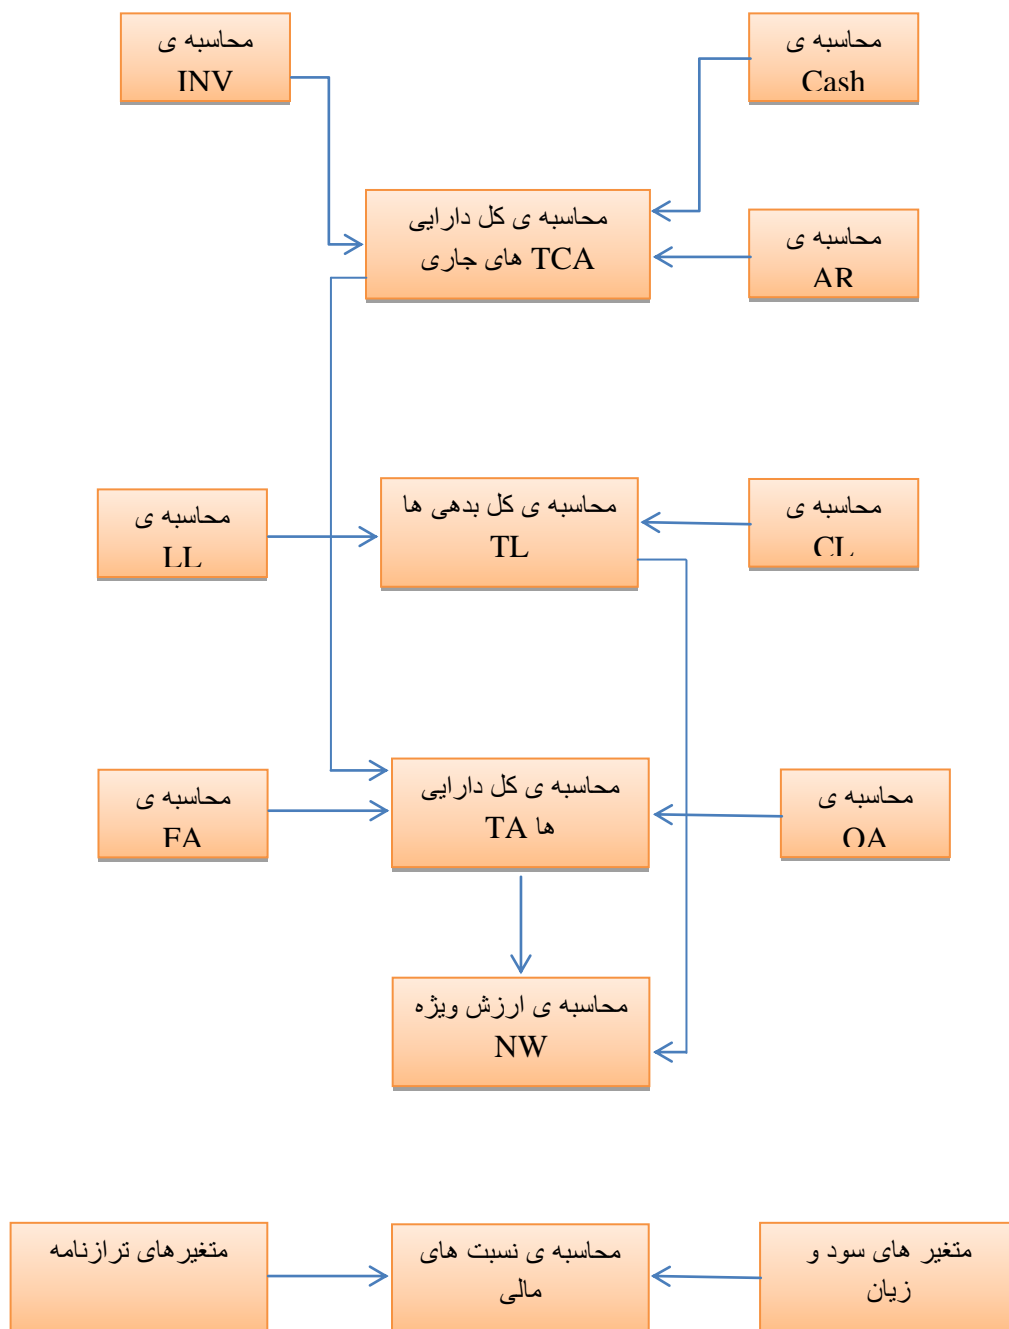 محاسبه ی
INV
محاسبه ی
Cash
محاسبه ی کل دارایی
های جاری TCA
محاسبه ی
AR
محاسبه ی
LL
محاسبه ی کل بدهی ها
TL
محاسبه ی
CL
محاسبه ی
FA
محاسبه ی کل دارایی
ها TA
محاسبه ی
OA
محاسبه ی ارزش ویژه
NW
متغیرهای ترازنامه
محاسبه ی نسبت های
مالی
متغیر های سود و
زیان